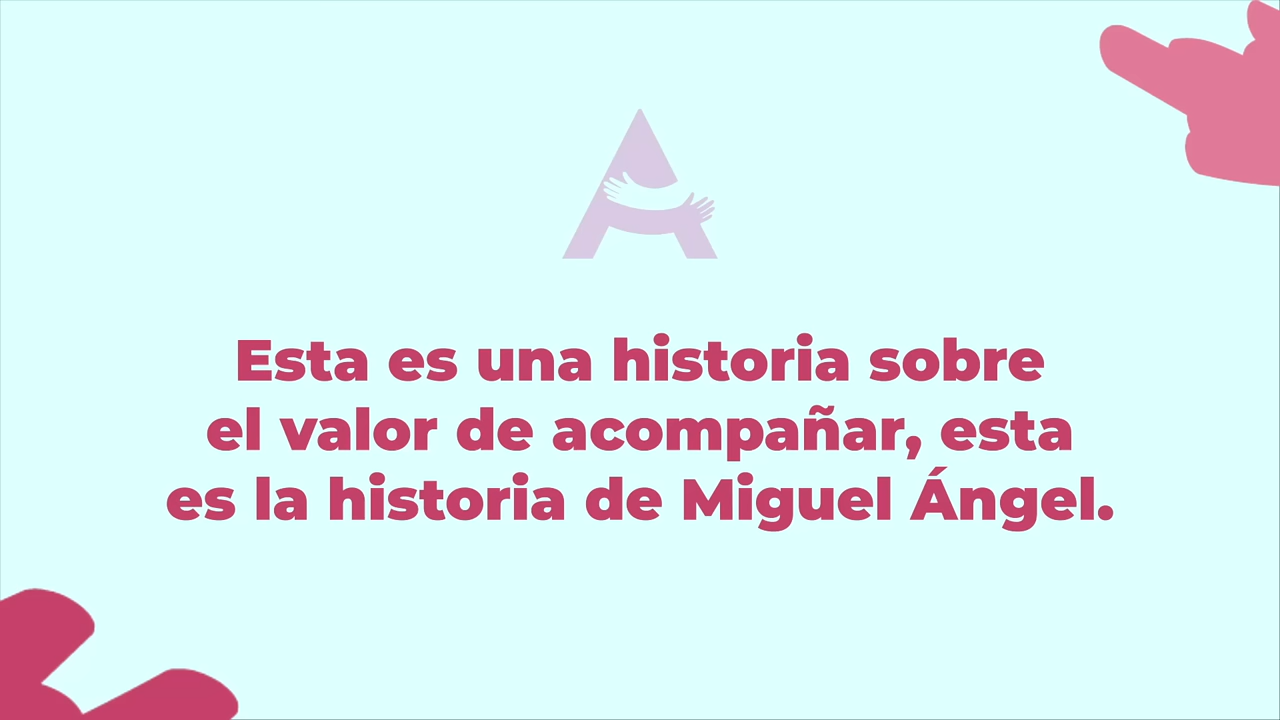 Esta es una historia sobre
el valor de acompañar, esta
es la historia de Miguel Ángel.